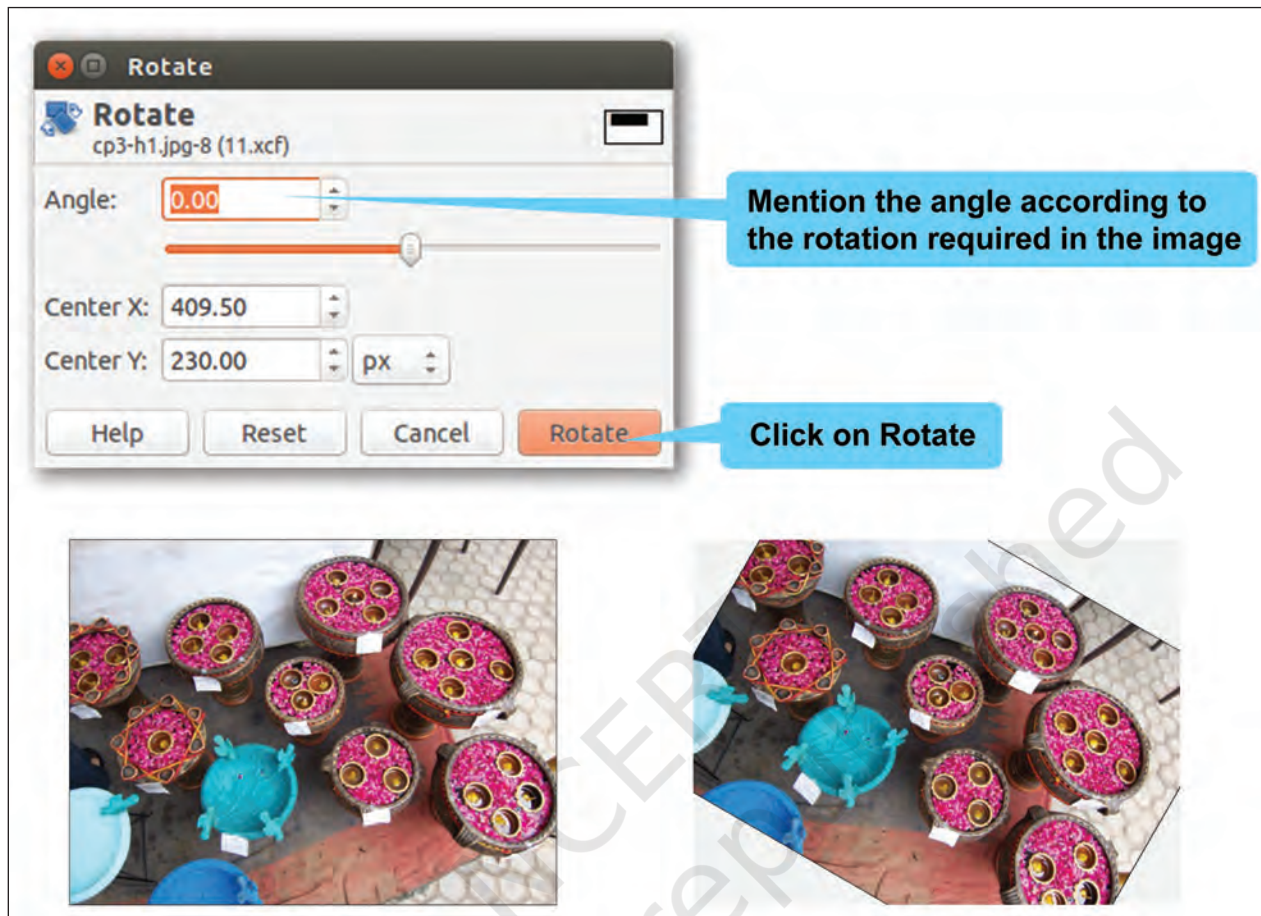 Rotate
Rotate
cp3-h1.jpg-8 (11.xcf)
Angle: 0.00
Mention the angle according to
the rotation required in the image
Center X: 409.50
Center Y: 230.00 px
Help Reset Cancel Rotate
Click on Rotate